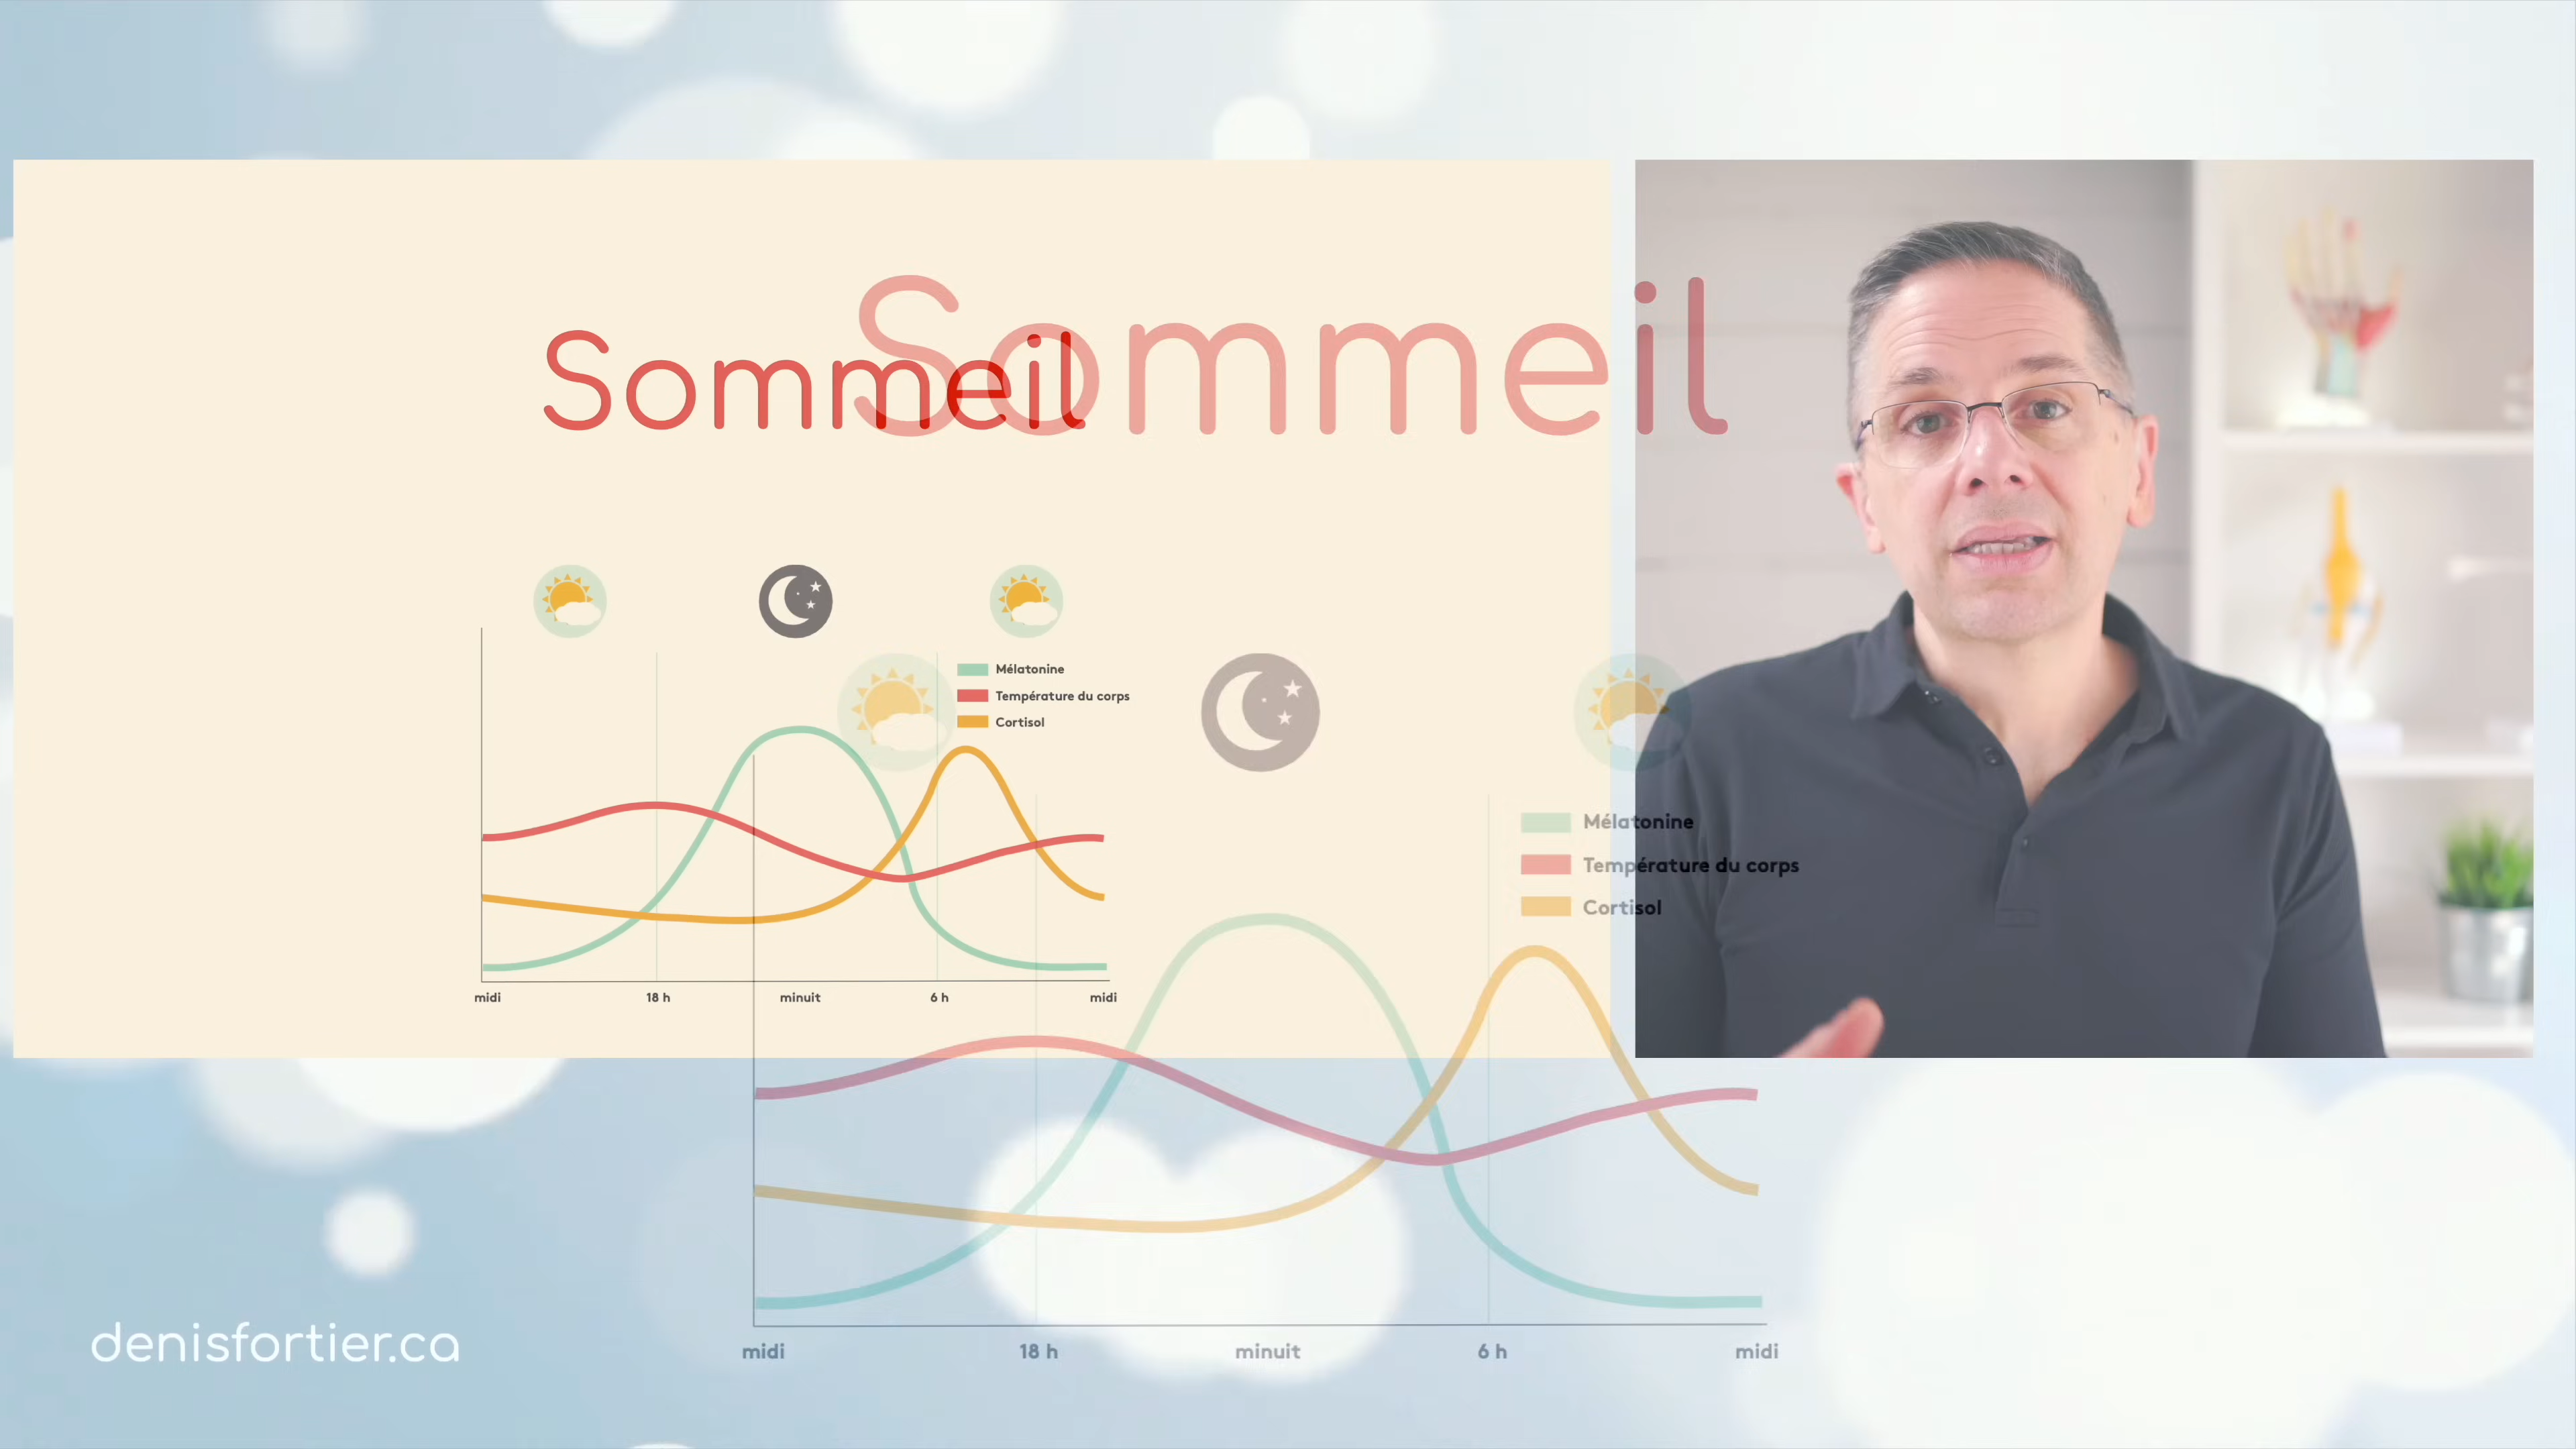 Sommeil
Sommeil
Mélatonine
Température du corps
Cortisol
midi
18 h
minuit
6 h
midi
Mélatonine
Température du corps
Cortisol
midi
18 h
minuit
6 h
midi
denisfortier.ca